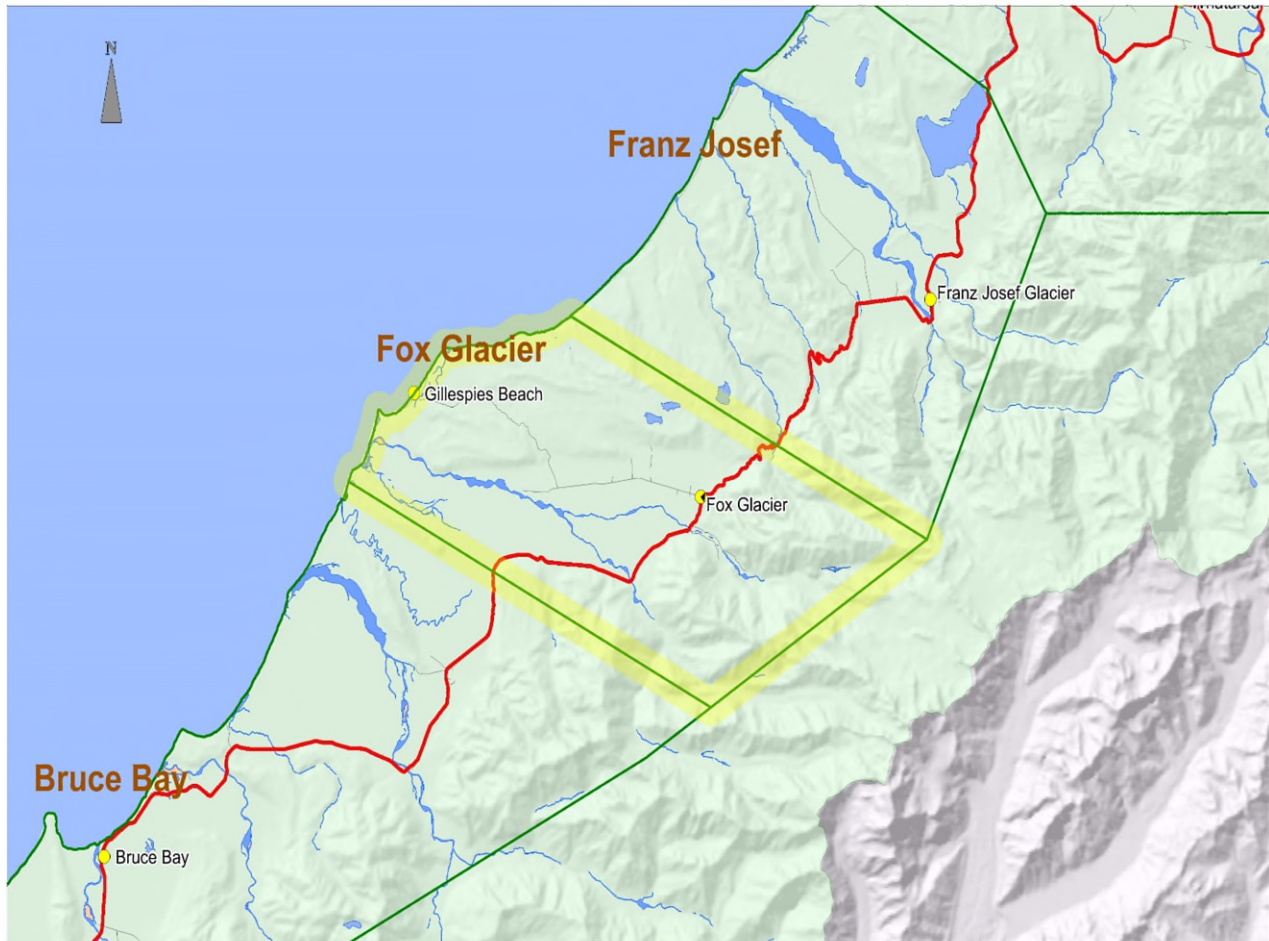 N
Franz Josef
Franz Josef Glacier
Fox Glacier
Gillespies Beach
Fox Glacier
Bruce Bay
Bruce Bay